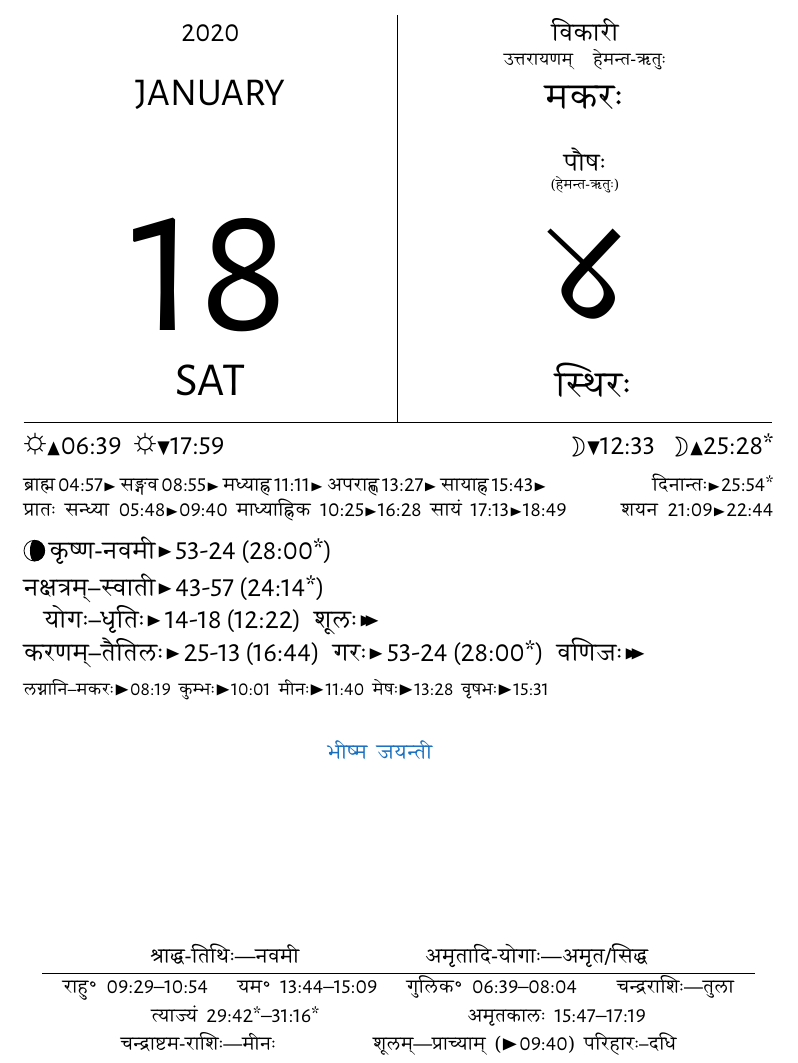 2020
JANUARY
18
SAT
विकारी
उत्तरायणम् हेमन्त-ऋतुः
मकरः
पौषः
(हेमन्त-ऋतुः)
४
स्थिरः
☼▲06:39 ☼▼17:59 ☽▼12:33 ☽▲25:28*
ब्राह्म 04:57► सङ्गव 08:55► मध्याह्न 11:11► अपराह्ण 13:27► सायाह्न 15:43► दिनान्तः►25:54*
प्रातः सन्ध्या 05:48►09:40 माध्याह्निक 10:25►16:28 सायं 17:13►18:49 शयन 21:09►22:44
कृष्ण-नवमी►53-24 (28:00*)
नक्षत्रम्–स्वाती►43-57 (24:14*)
योगः–धृतिः►14-18 (12:22) शूलः►►
करणम्–तैतिलः►25-13 (16:44) गरः►53-24 (28:00*) वणिजः►►
लग्नानि–मकरः►08:19 कुम्भः►10:01 मीनः►11:40 मेषः►13:28 वृषभः►15:31
भीष्म जयन्ती
श्राद्ध-तिथिः—नवमी अमृतादि-योगाः—अमृत/सिद्ध
राहु° 09:29–10:54 यम° 13:44–15:09 गुलिक° 06:39–08:04 चन्द्रराशिः—तुला
त्याज्यं 29:42*–31:16* अमृतकालः 15:47–17:19
चन्द्राष्टम-राशिः—मीनः शूलम्—प्राच्याम् (►09:40) परिहारः–दधि